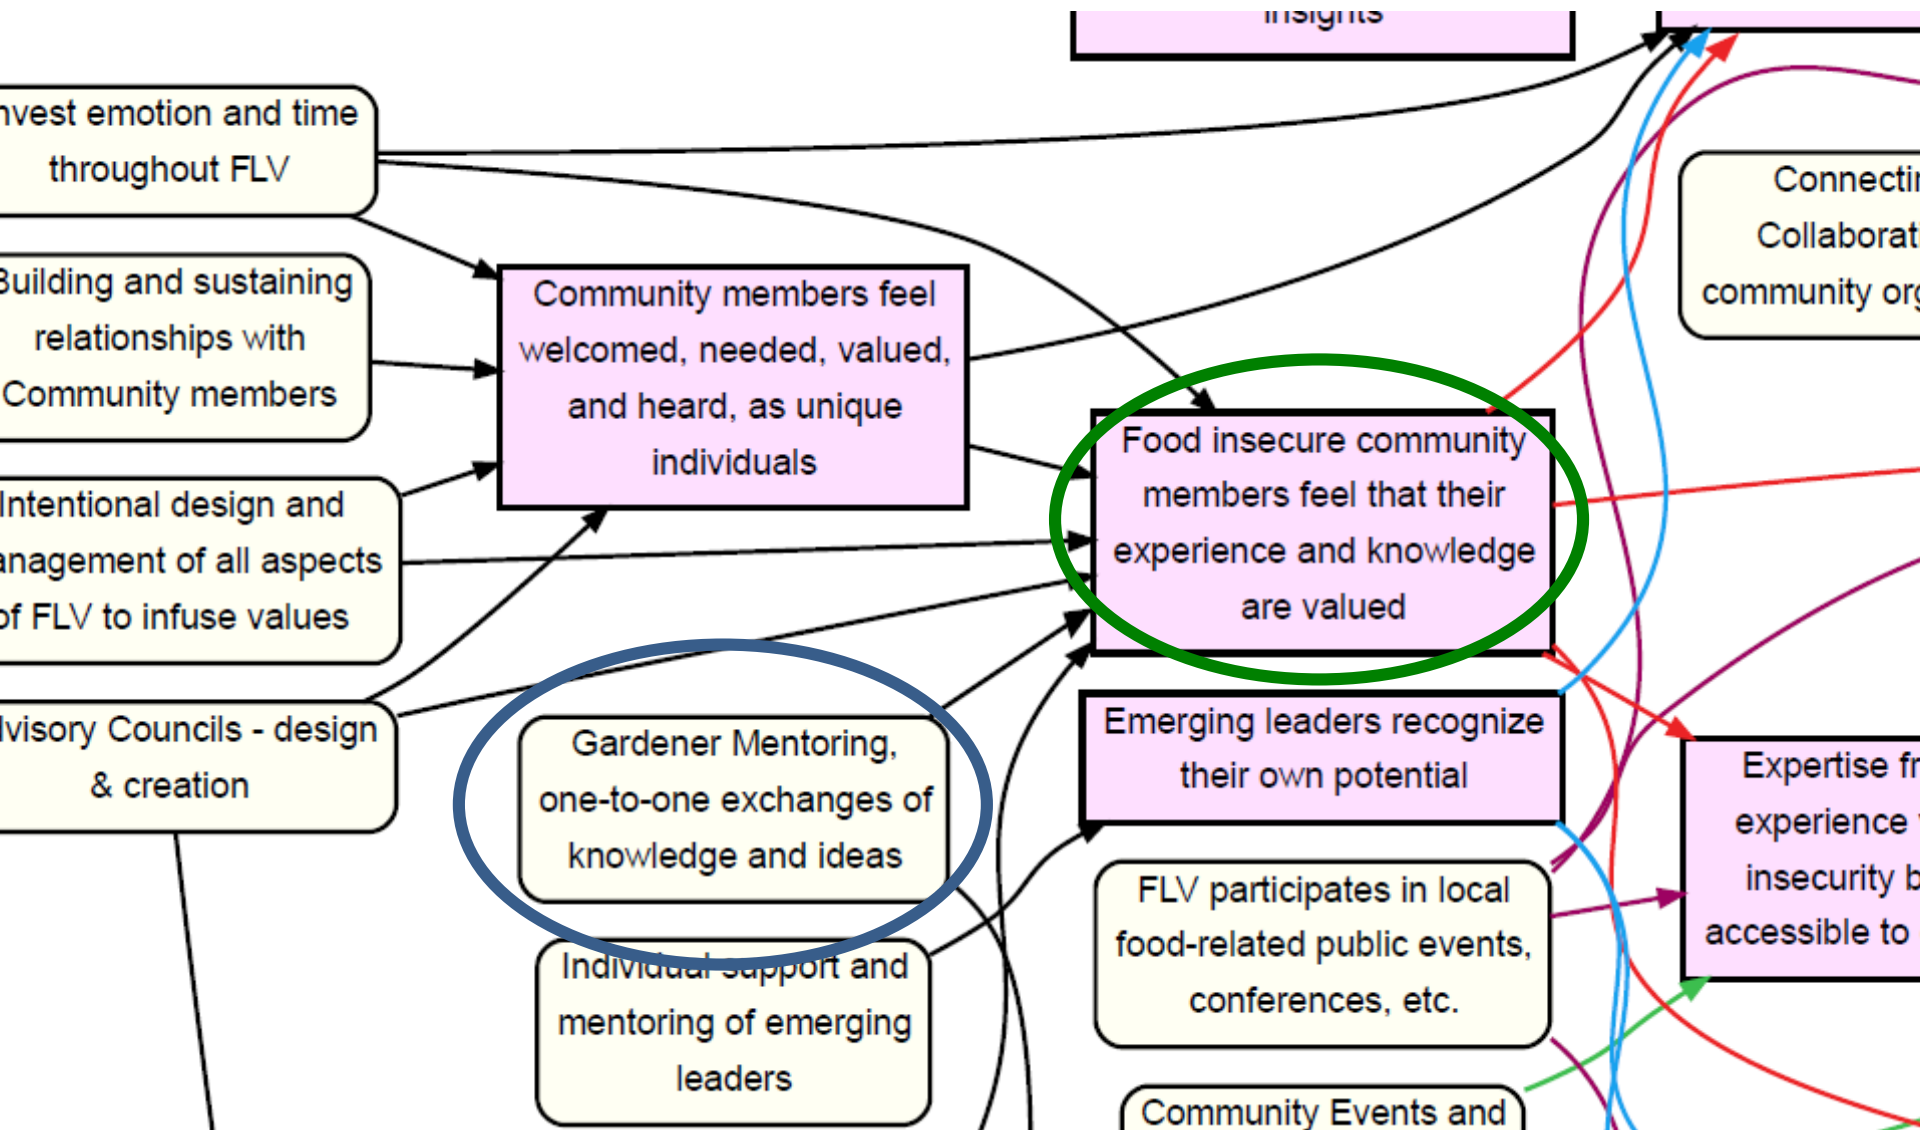 insights
nvest emotion and time
throughout FLV
Building and sustaining
relationships with
Community members
Intentional design and
anagement of all aspects
of FLV to infuse values
lvisory Councils - design
& creation
Community members feel
welcomed, needed, valued,
and heard, as unique
individuals
Gardener Mentoring,
one-to-one exchanges of
knowledge and ideas
Individual support and
mentoring of emerging
leaders
Food insecure community
members feel that their
experience and knowledge
are valued
Emerging leaders recognize
their own potential
FLV participates in local
food-related public events,
conferences, etc.
Community Events and
Connectin
Collaborati
community org
Expertise fr
experience
insecurity b
accessible to